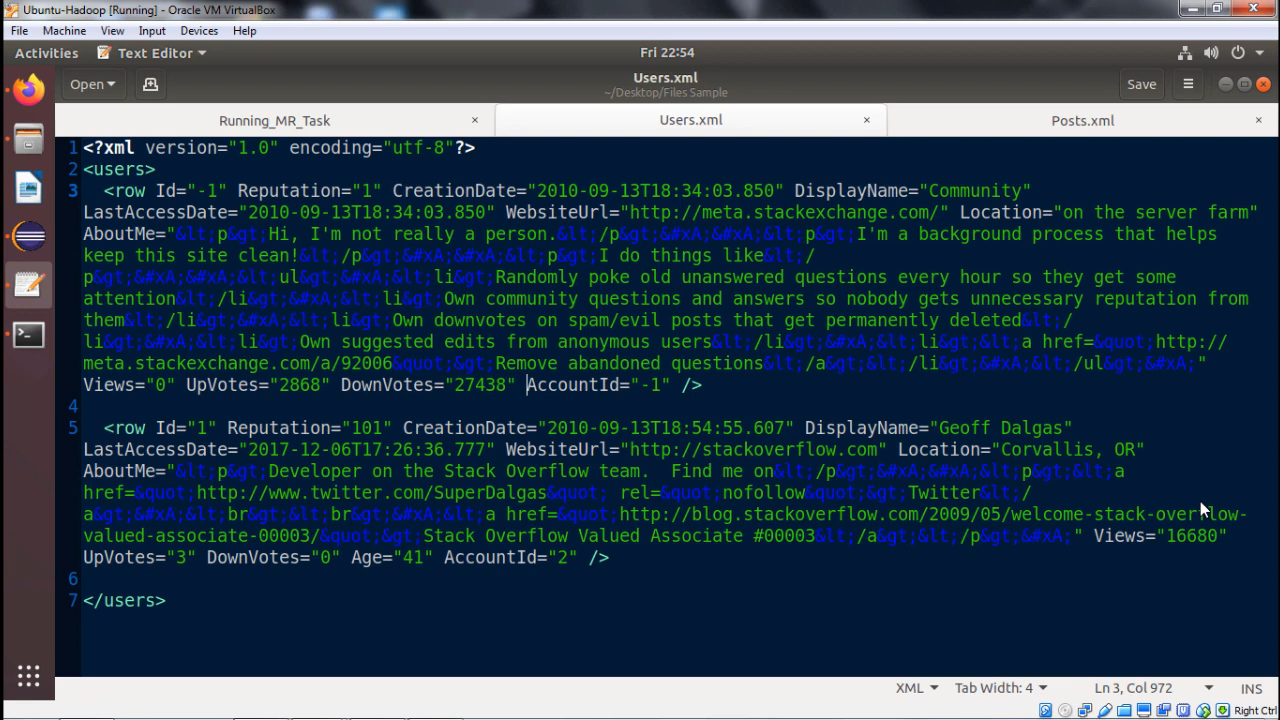 Ubuntu-Hadoop [Running] - Oracle VM VirtualBox
File Machine View Input Devices Help
Activities Text Editor Fri 22:54
Open Users.xml Save
~/Desktop/Files Sample
Running_MR_Task × Users.xml × Posts.xml ×
1 <?xml version="1.0" encoding="utf-8"?>
2 <users>
3 <row Id="-1" Reputation="1" CreationDate="2010-09-13T18:34:03.850" DisplayName="Community"
LastAccessDate="2010-09-13T18:34:03.850" WebsiteUrl="http://meta.stackexchange.com/" Location="on the server farm"
AboutMe="&lt;p&gt;Hi, I'm not really a person.&lt;/p&gt;&#xA;&#xA;&lt;p&gt;I'm a background process that helps
keep this site clean!&lt;/p&gt;&#xA;&#xA;&lt;p&gt;I do things like&lt;/
p&gt;&#xA;&#xA;&lt;ul&gt;&#xA;&lt;li&gt;Randomly poke old unanswered questions every hour so they get some
attention&lt;/li&gt;&#xA;&lt;li&gt;Own community questions and answers so nobody gets unnecessary reputation from
them&lt;/li&gt;&#xA;&lt;li&gt;Own downvotes on spam/evil posts that get permanently deleted&lt;/
li&gt;&#xA;&lt;li&gt;Own suggested edits from anonymous users&lt;/li&gt;&#xA;&lt;li&gt;&lt;a href=&quot;http://
meta.stackexchange.com/a/92006&quot;&gt;Remove abandoned questions&lt;/a&gt;&lt;/li&gt;&#xA;&lt;/ul&gt;&#xA;"
Views="0" UpVotes="2868" DownVotes="27438" AccountId="-1" />
4
5 <row Id="1" Reputation="101" CreationDate="2010-09-13T18:54:55.607" DisplayName="Geoff Dalgas"
LastAccessDate="2017-12-06T17:26:36.777" WebsiteUrl="http://stackoverflow.com" Location="Corvallis, OR"
AboutMe="&lt;p&gt;Developer on the Stack Overflow team.  Find me on&lt;/p&gt;&#xA;&#xA;&lt;p&gt;&lt;a
href=&quot;http://www.twitter.com/SuperDalgas&quot; rel=&quot;nofollow&quot;&gt;Twitter&lt;/
a&gt;&#xA;&lt;br&gt;&lt;br&gt;&#xA;&lt;a href=&quot;http://blog.stackoverflow.com/2009/05/welcome-stack-overflow-
valued-associate-00003/&quot;&gt;Stack Overflow Valued Associate #00003&lt;/a&gt;&lt;/p&gt;&#xA;" Views="16680"
UpVotes="3" DownVotes="0" Age="41" AccountId="2" />
6
7 </users>
XML Tab Width: 4 Ln 3, Col 972 INS
Right Ctrl